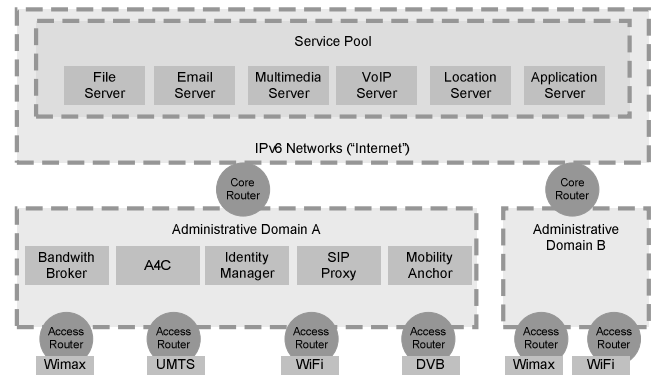 Service Pool
File
Server
Email
Server
Multimedia
Server
VoIP
Server
Location
Server
Application
Server
IPv6 Networks (“Internet”)
Core
Router
Core
Router
Administrative Domain A
Bandwith
Broker
A4C
Identity
Manager
SIP
Proxy
Mobility
Anchor
Administrative
Domain B
Access
Router
Wimax
Access
Router
UMTS
Access
Router
WiFi
Access
Router
DVB
Access
Router
Wimax
Access
Router
WiFi